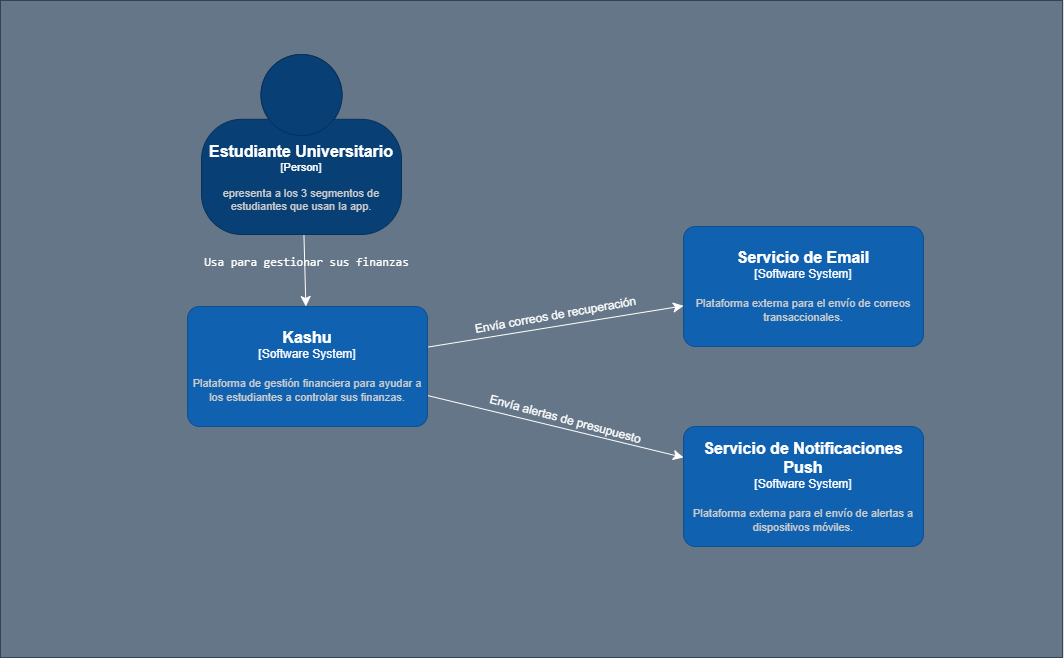 Estudiante Universitario
[Person]
epresenta a los 3 segmentos de
estudiantes que usan la app.
Usa para gestionar sus finanzas
Kashu
[Software System]
Plataforma de gestión financiera para ayudar a
los estudiantes a controlar sus finanzas.
Envía correos de recuperación
Envía alertas de presupuesto
Servicio de Email
[Software System]
Plataforma externa para el envío de correos
transaccionales.
Servicio de Notificaciones
Push
[Software System]
Plataforma externa para el envío de alertas a
dispositivos móviles.